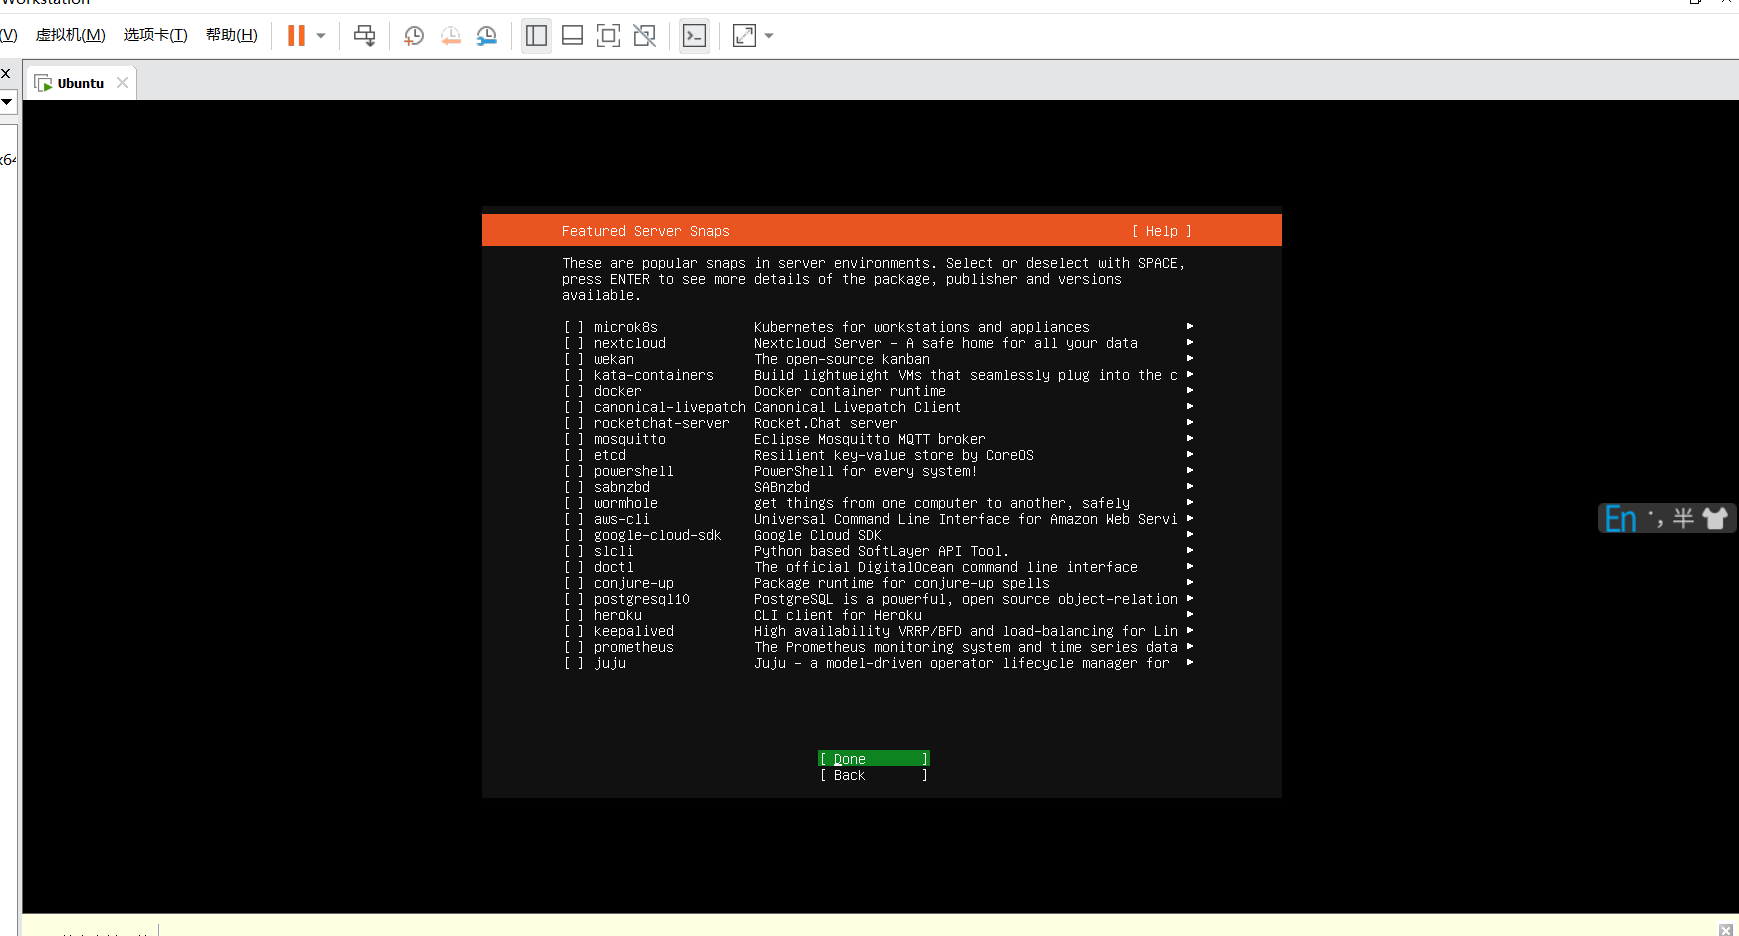 (V) 虚拟机(M) 选项卡(T) 帮助(H)
Ubuntu
x64
Featured Server Snaps [ Help ]
These are popular snaps in server environments. Select or deselect with SPACE,
press ENTER to see more details of the package, publisher and versions
available.
[ ] microk8s Kubernetes for workstations and appliances ▸
[ ] nextcloud Nextcloud Server - A safe home for all your data ▸
[ ] wekan The open-source kanban ▸
[ ] kata-containers Build lightweight VMs that seamlessly plug into the c ▸
[ ] docker Docker container runtime ▸
[ ] canonical-livepatch Canonical Livepatch Client ▸
[ ] rocketchat-server Rocket.Chat server ▸
[ ] mosquitto Eclipse Mosquitto MQTT broker ▸
[ ] etcd Resilient key-value store by CoreOS ▸
[ ] powershell PowerShell for every system! ▸
[ ] sabnzbd SABnzbd ▸
[ ] wormhole get things from one computer to another, safely ▸
[ ] aws-cli Universal Command Line Interface for Amazon Web Servi ▸
[ ] google-cloud-sdk Google Cloud SDK ▸
[ ] slcli Python based SoftLayer API Tool. ▸
[ ] doctl The official DigitalOcean command line interface ▸
[ ] conjure-up Package runtime for conjure-up spells ▸
[ ] postgresql10 PostgreSQL is a powerful, open source object-relation ▸
[ ] heroku CLI client for Heroku ▸
[ ] keepalived High availability VRRP/BFD and load-balancing for Lin ▸
[ ] prometheus The Prometheus monitoring system and time series data ▸
[ ] juju Juju - a model-driven operator lifecycle manager for ▸
[ Done ]
[ Back ]
En 半